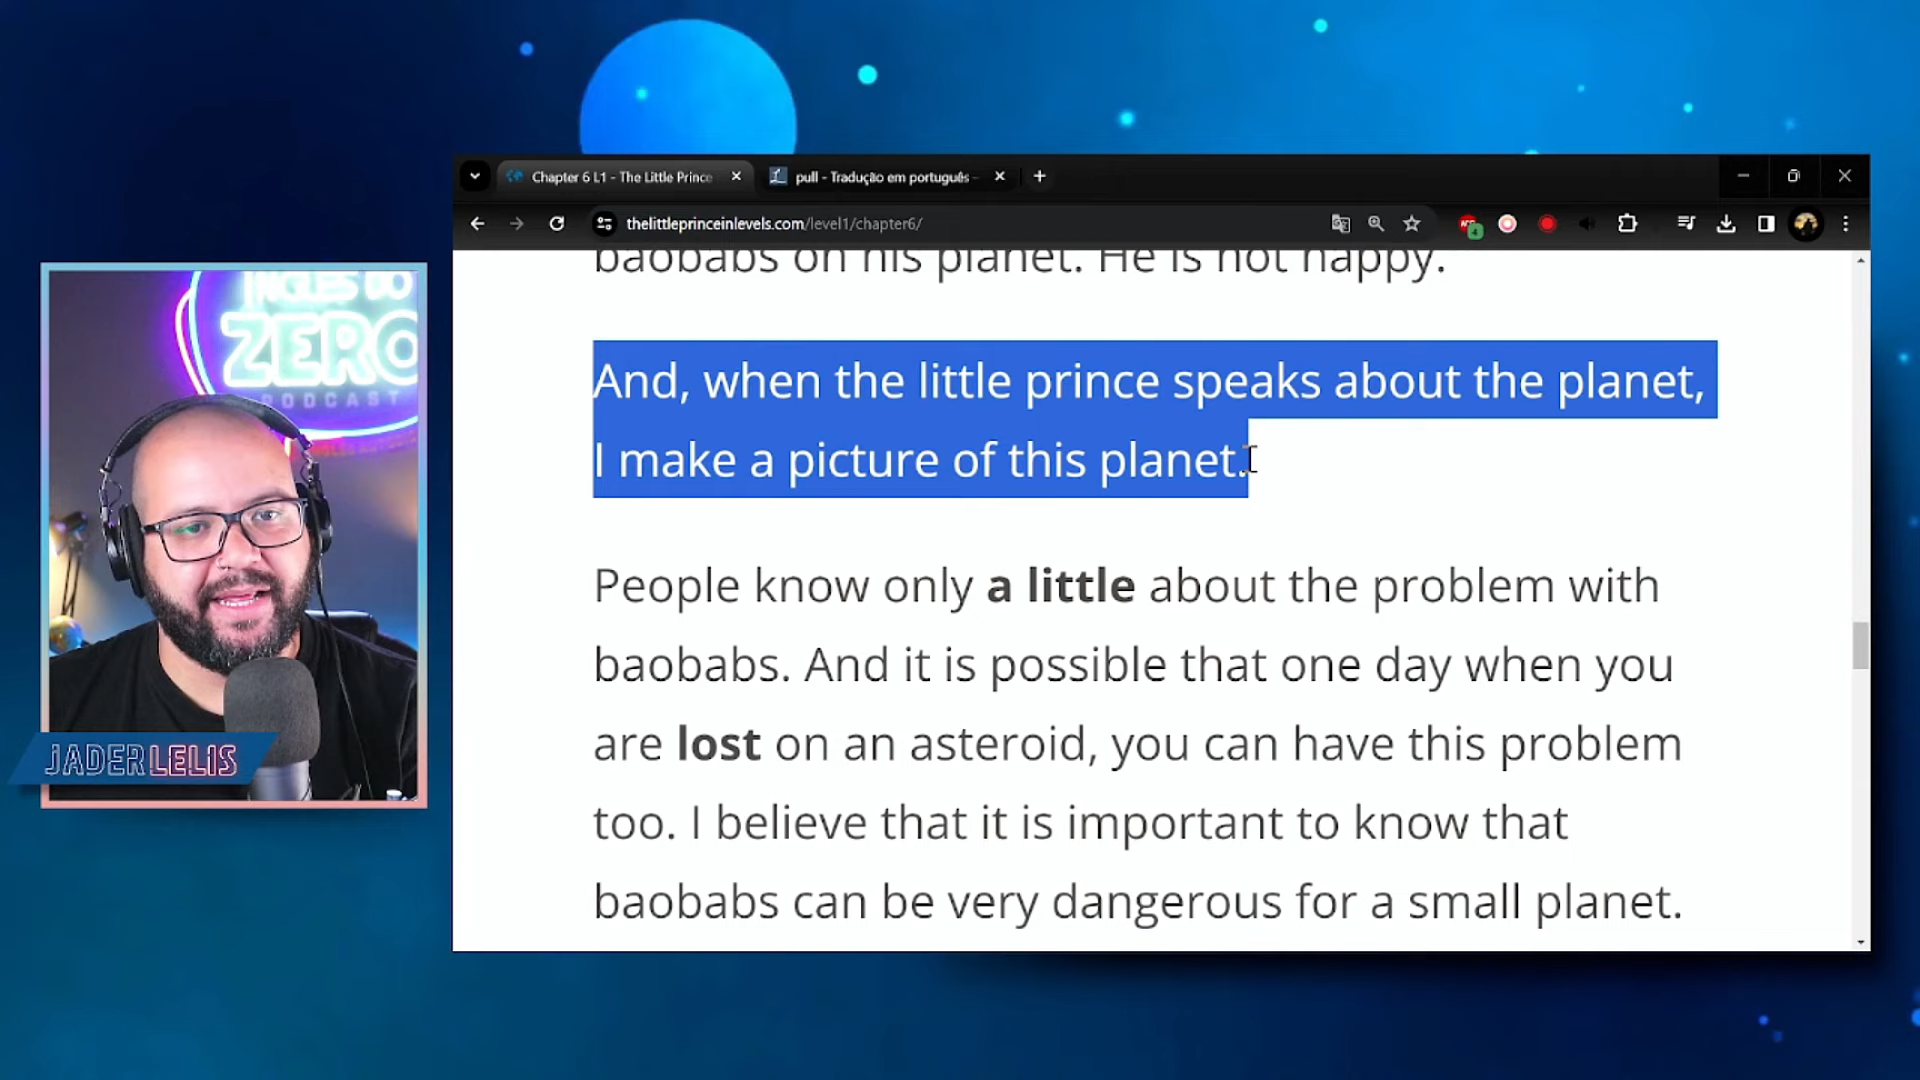 Chapter 6 L1 - The Little Prince
pull - Tradução em português -
thelittleprinceinlevels.com/level1/chapter6/
4
baobabs on his planet. He is not happy.
And, when the little prince speaks about the planet,
I make a picture of this planet.
People know only a little about the problem with
baobabs. And it is possible that one day when you
are lost on an asteroid, you can have this problem
too. I believe that it is important to know that
baobabs can be very dangerous for a small planet.
ZERO
PODCAST
JADERLELIS